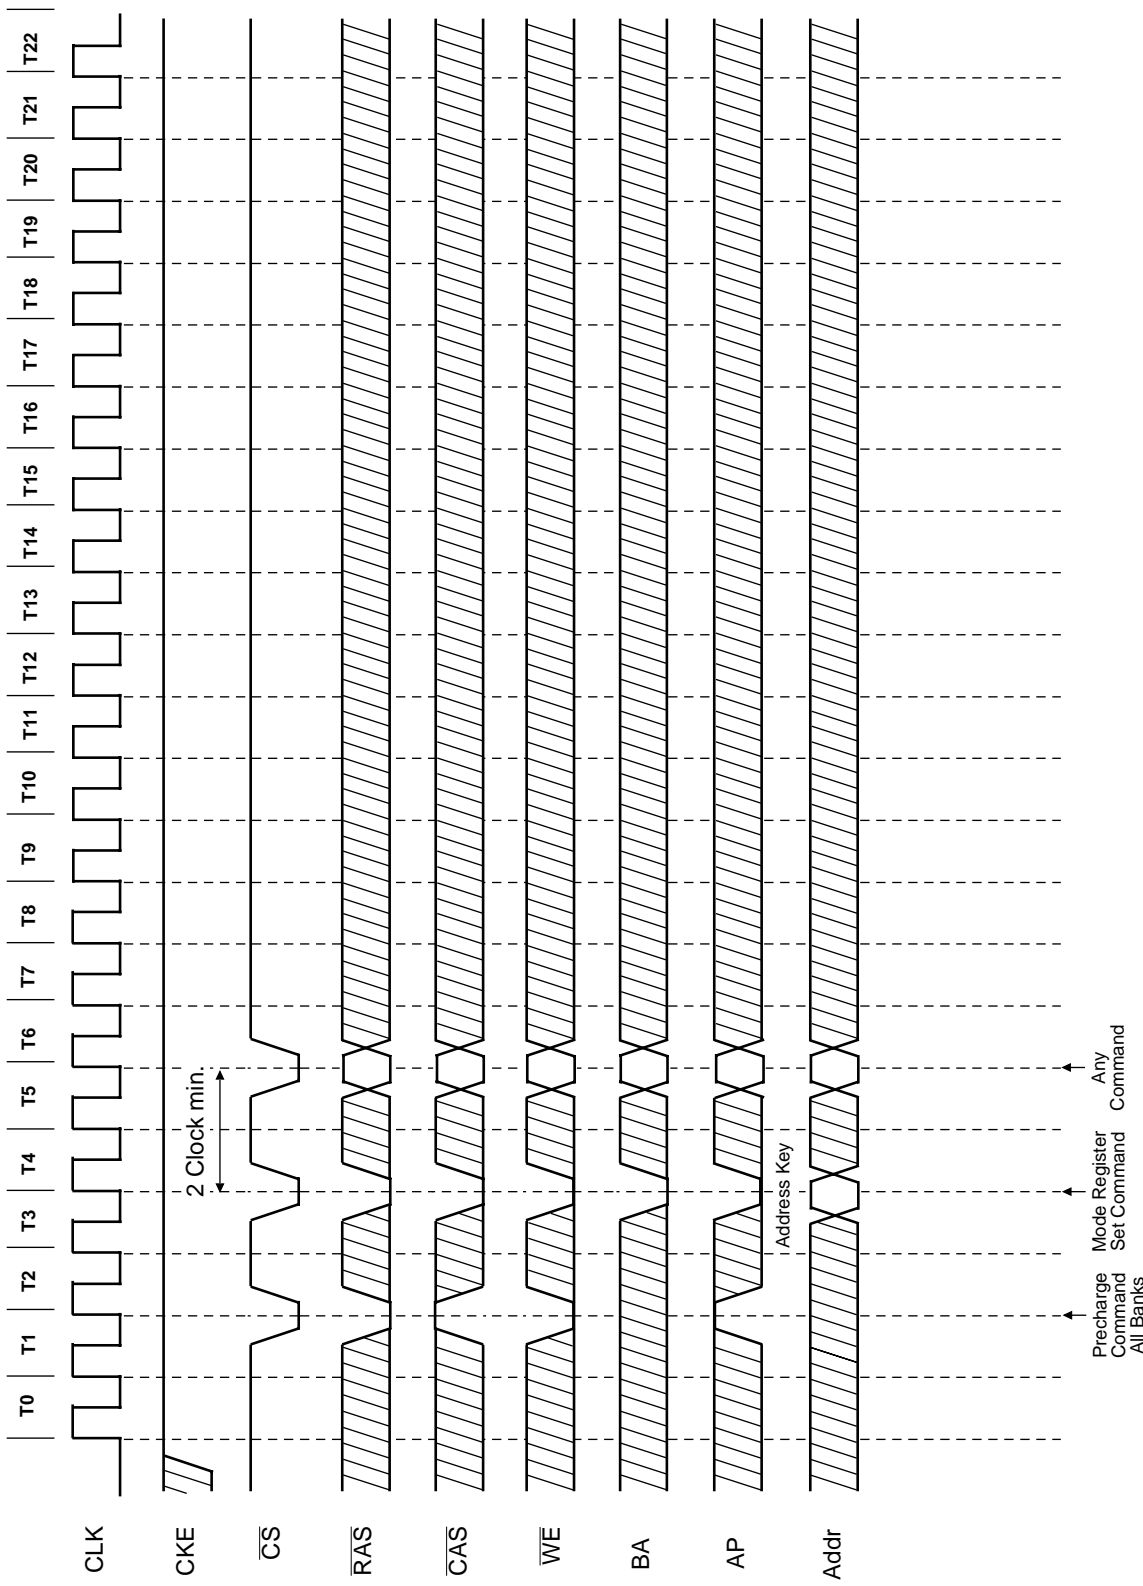 T0 T1 T2 T3 T4 T5 T6 T7 T8 T9 T10 T11 T12 T13 T14 T15 T16 T17 T18 T19 T20 T21 T22
CLK
CKE
2 Clock min.
CS
RAS
CAS
WE
BA
AP
Address Key
Addr
Precharge
Command
All Banks
Mode Register
Set Command
Any
Command